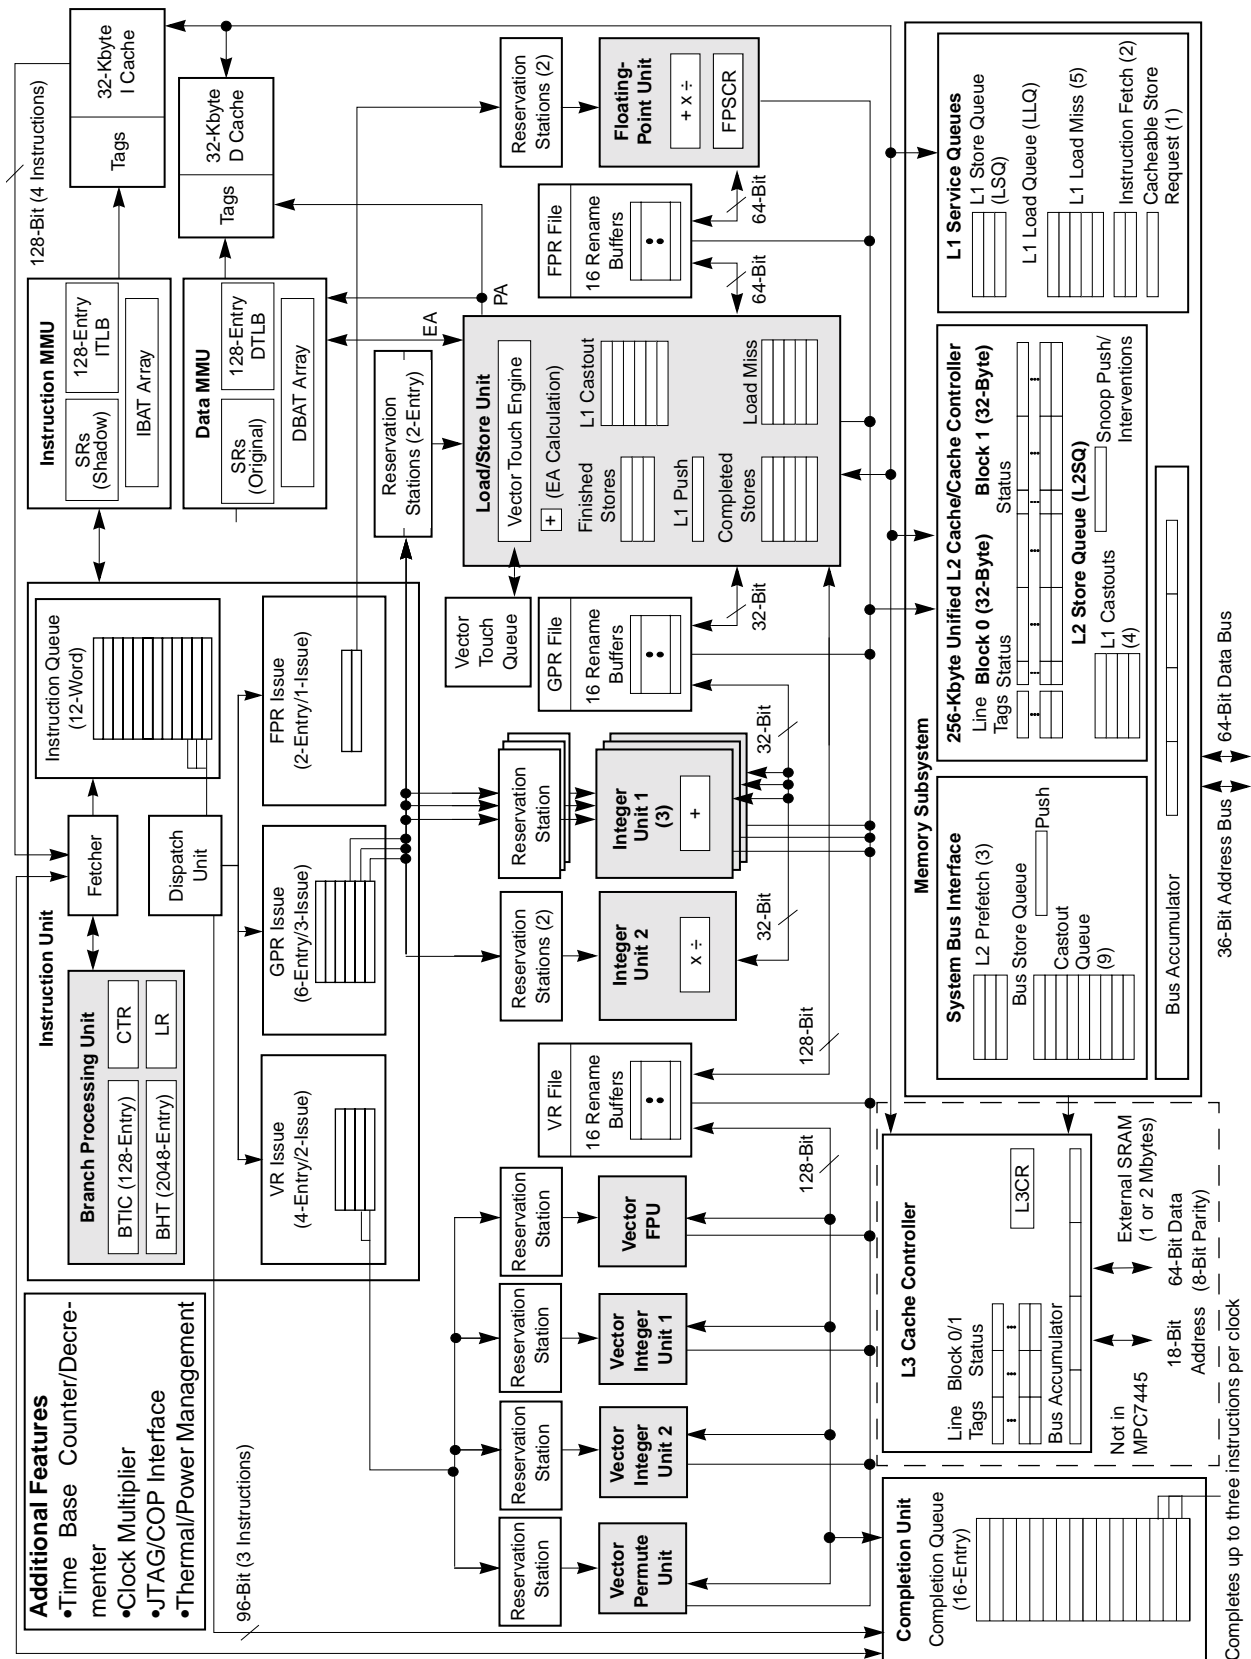 Additional Features
•Time Base Counter/Decre-
menter
•Clock Multiplier
•JTAG/COP Interface
•Thermal/Power Management
96-Bit (3 Instructions)
Instruction Unit
Branch Processing Unit
BTIC (128-Entry)
CTR
BHT (2048-Entry)
LR
Fetcher
Dispatch
Unit
Instruction Queue
(12-Word)
VR Issue
(4-Entry/2-Issue)
GPR Issue
(6-Entry/3-Issue)
FPR Issue
(2-Entry/1-Issue)
Instruction MMU
SRs
(Shadow)
128-Entry
ITLB
IBAT Array
128-Bit (4 Instructions)
Tags
32-Kbyte
I Cache
Data MMU
SRs
(Original)
128-Entry
DTLB
DBAT Array
Tags
32-Kbyte
D Cache
EA
PA
Reservation
Station
Reservation
Station
Reservation
Station
Reservation
Station
Vector
Permute
Unit
Vector
Integer
Unit 2
Vector
Integer
Unit 1
Vector
FPU
VR File
16 Rename
Buffers
128-Bit
128-Bit
Reservation
Stations (2)
Integer
Unit 2
x ÷
32-Bit
Reservation
Station
Integer
Unit 1
(3)
+
32-Bit
GPR File
16 Rename
Buffers
32-Bit
Vector
Touch
Queue
Reservation
Stations (2-Entry)
Load/Store Unit
Vector Touch Engine
+ (EA Calculation)
Finished
Stores
L1 Castout
L1 Push
Completed
Stores
Load Miss
FPR File
16 Rename
Buffers
64-Bit
64-Bit
Reservation
Stations (2)
Floating-
Point Unit
+ x ÷
FPSCR
Completion Unit
Completion Queue
(16-Entry)
Completes up to three instructions per clock
L3 Cache Controller
Line
Tags
Block 0/1
Status
L3CR
Bus Accumulator
Not in
MPC7445
18-Bit
Address
64-Bit Data
(8-Bit Parity)
External SRAM
(1 or 2 Mbytes)
Memory Subsystem
System Bus Interface
L2 Prefetch (3)
Bus Store Queue
Castout
Queue
(9)
Push
Bus Accumulator
256-Kbyte Unified L2 Cache/Cache Controller
Line
Tags
Block 0 (32-Byte)
Status
Block 1 (32-Byte)
Status
L2 Store Queue (L2SQ)
L1 Castouts
(4)
Snoop Push/
Interventions
L1 Service Queues
L1 Store Queue
(LSQ)
L1 Load Queue (LLQ)
L1 Load Miss (5)
Instruction Fetch (2)
Cacheable Store
Request (1)
36-Bit Address Bus
64-Bit Data Bus